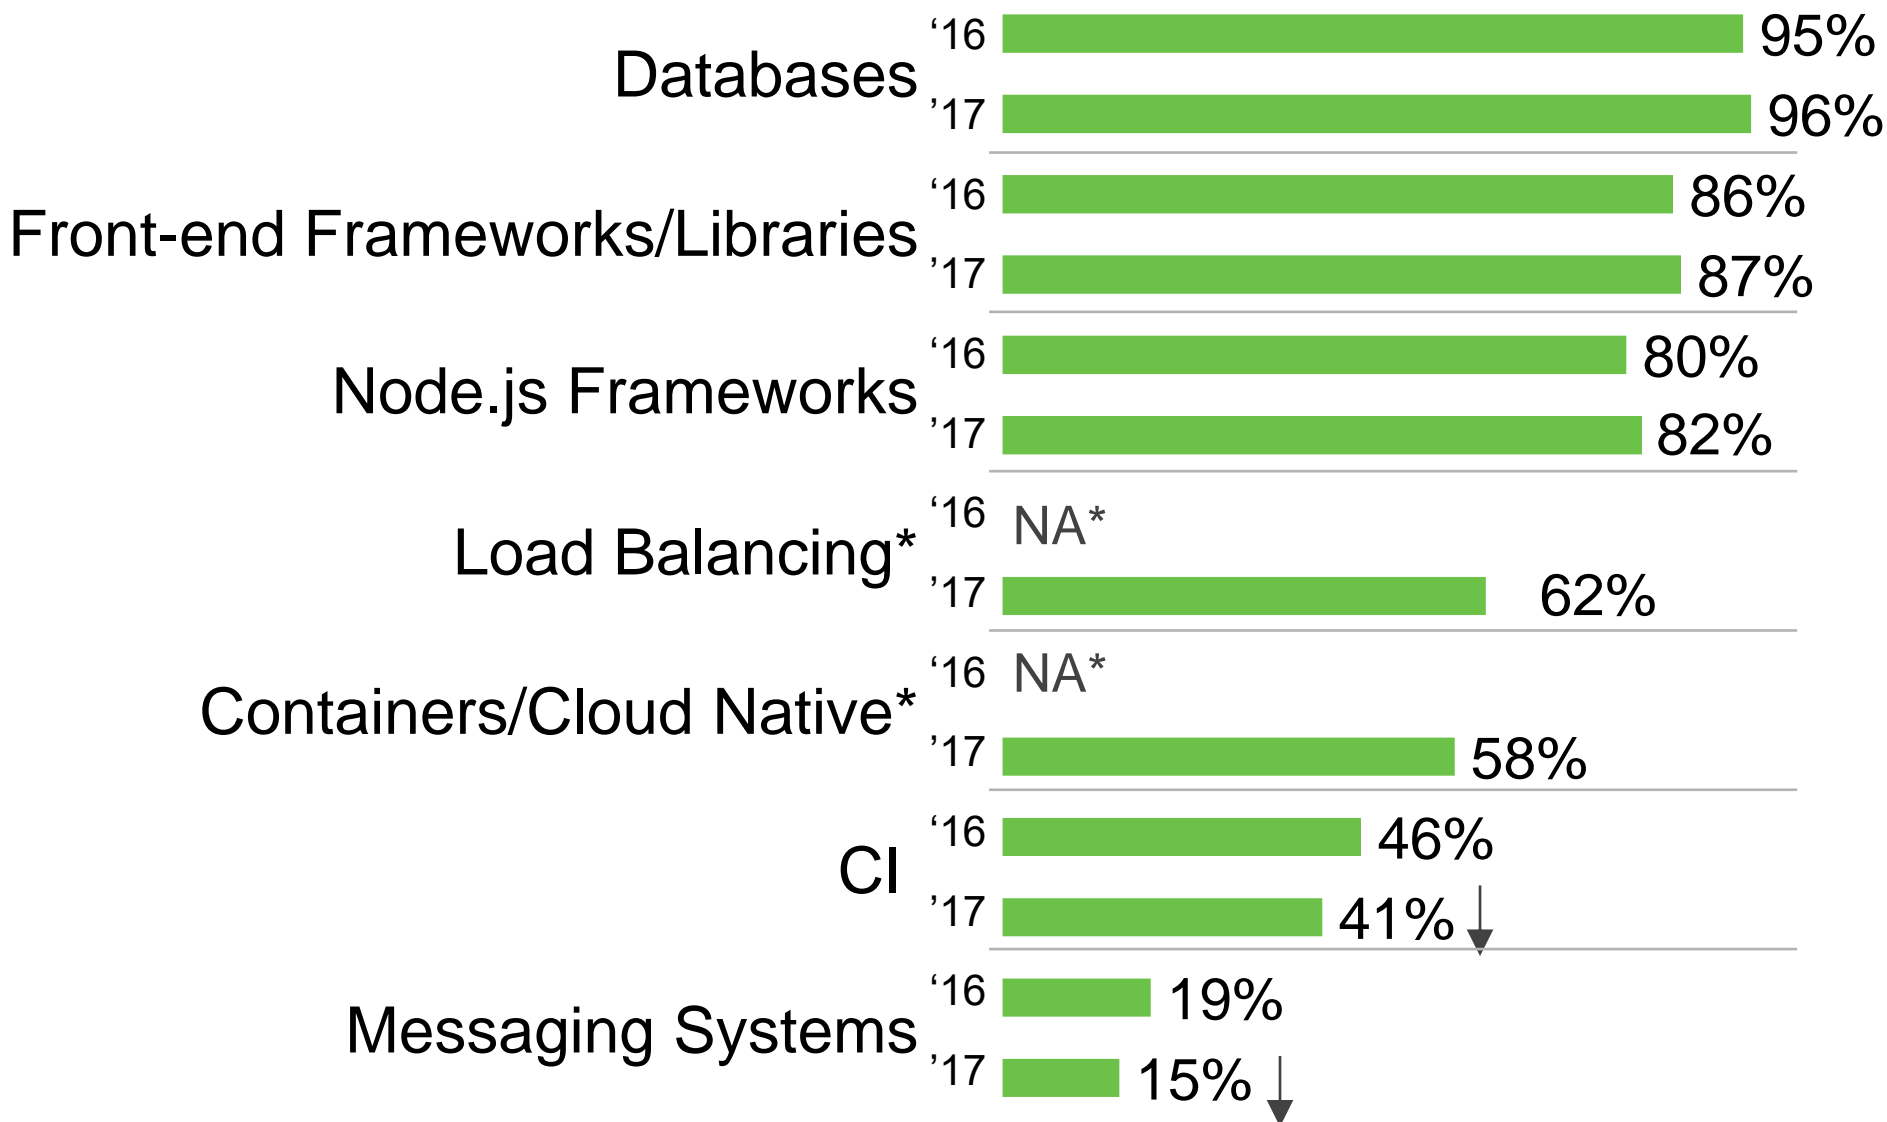 ‘16 95%
Databases
’17 96%
‘16 86%
Front-end Frameworks/Libraries
’17 87%
‘16 80%
Node.js Frameworks
’17 82%
‘16 NA*
Load Balancing*
’17 62%
‘16 NA*
Containers/Cloud Native*
’17 58%
‘16 46%
CI
’17 41%
‘16 19%
Messaging Systems
’17 15%